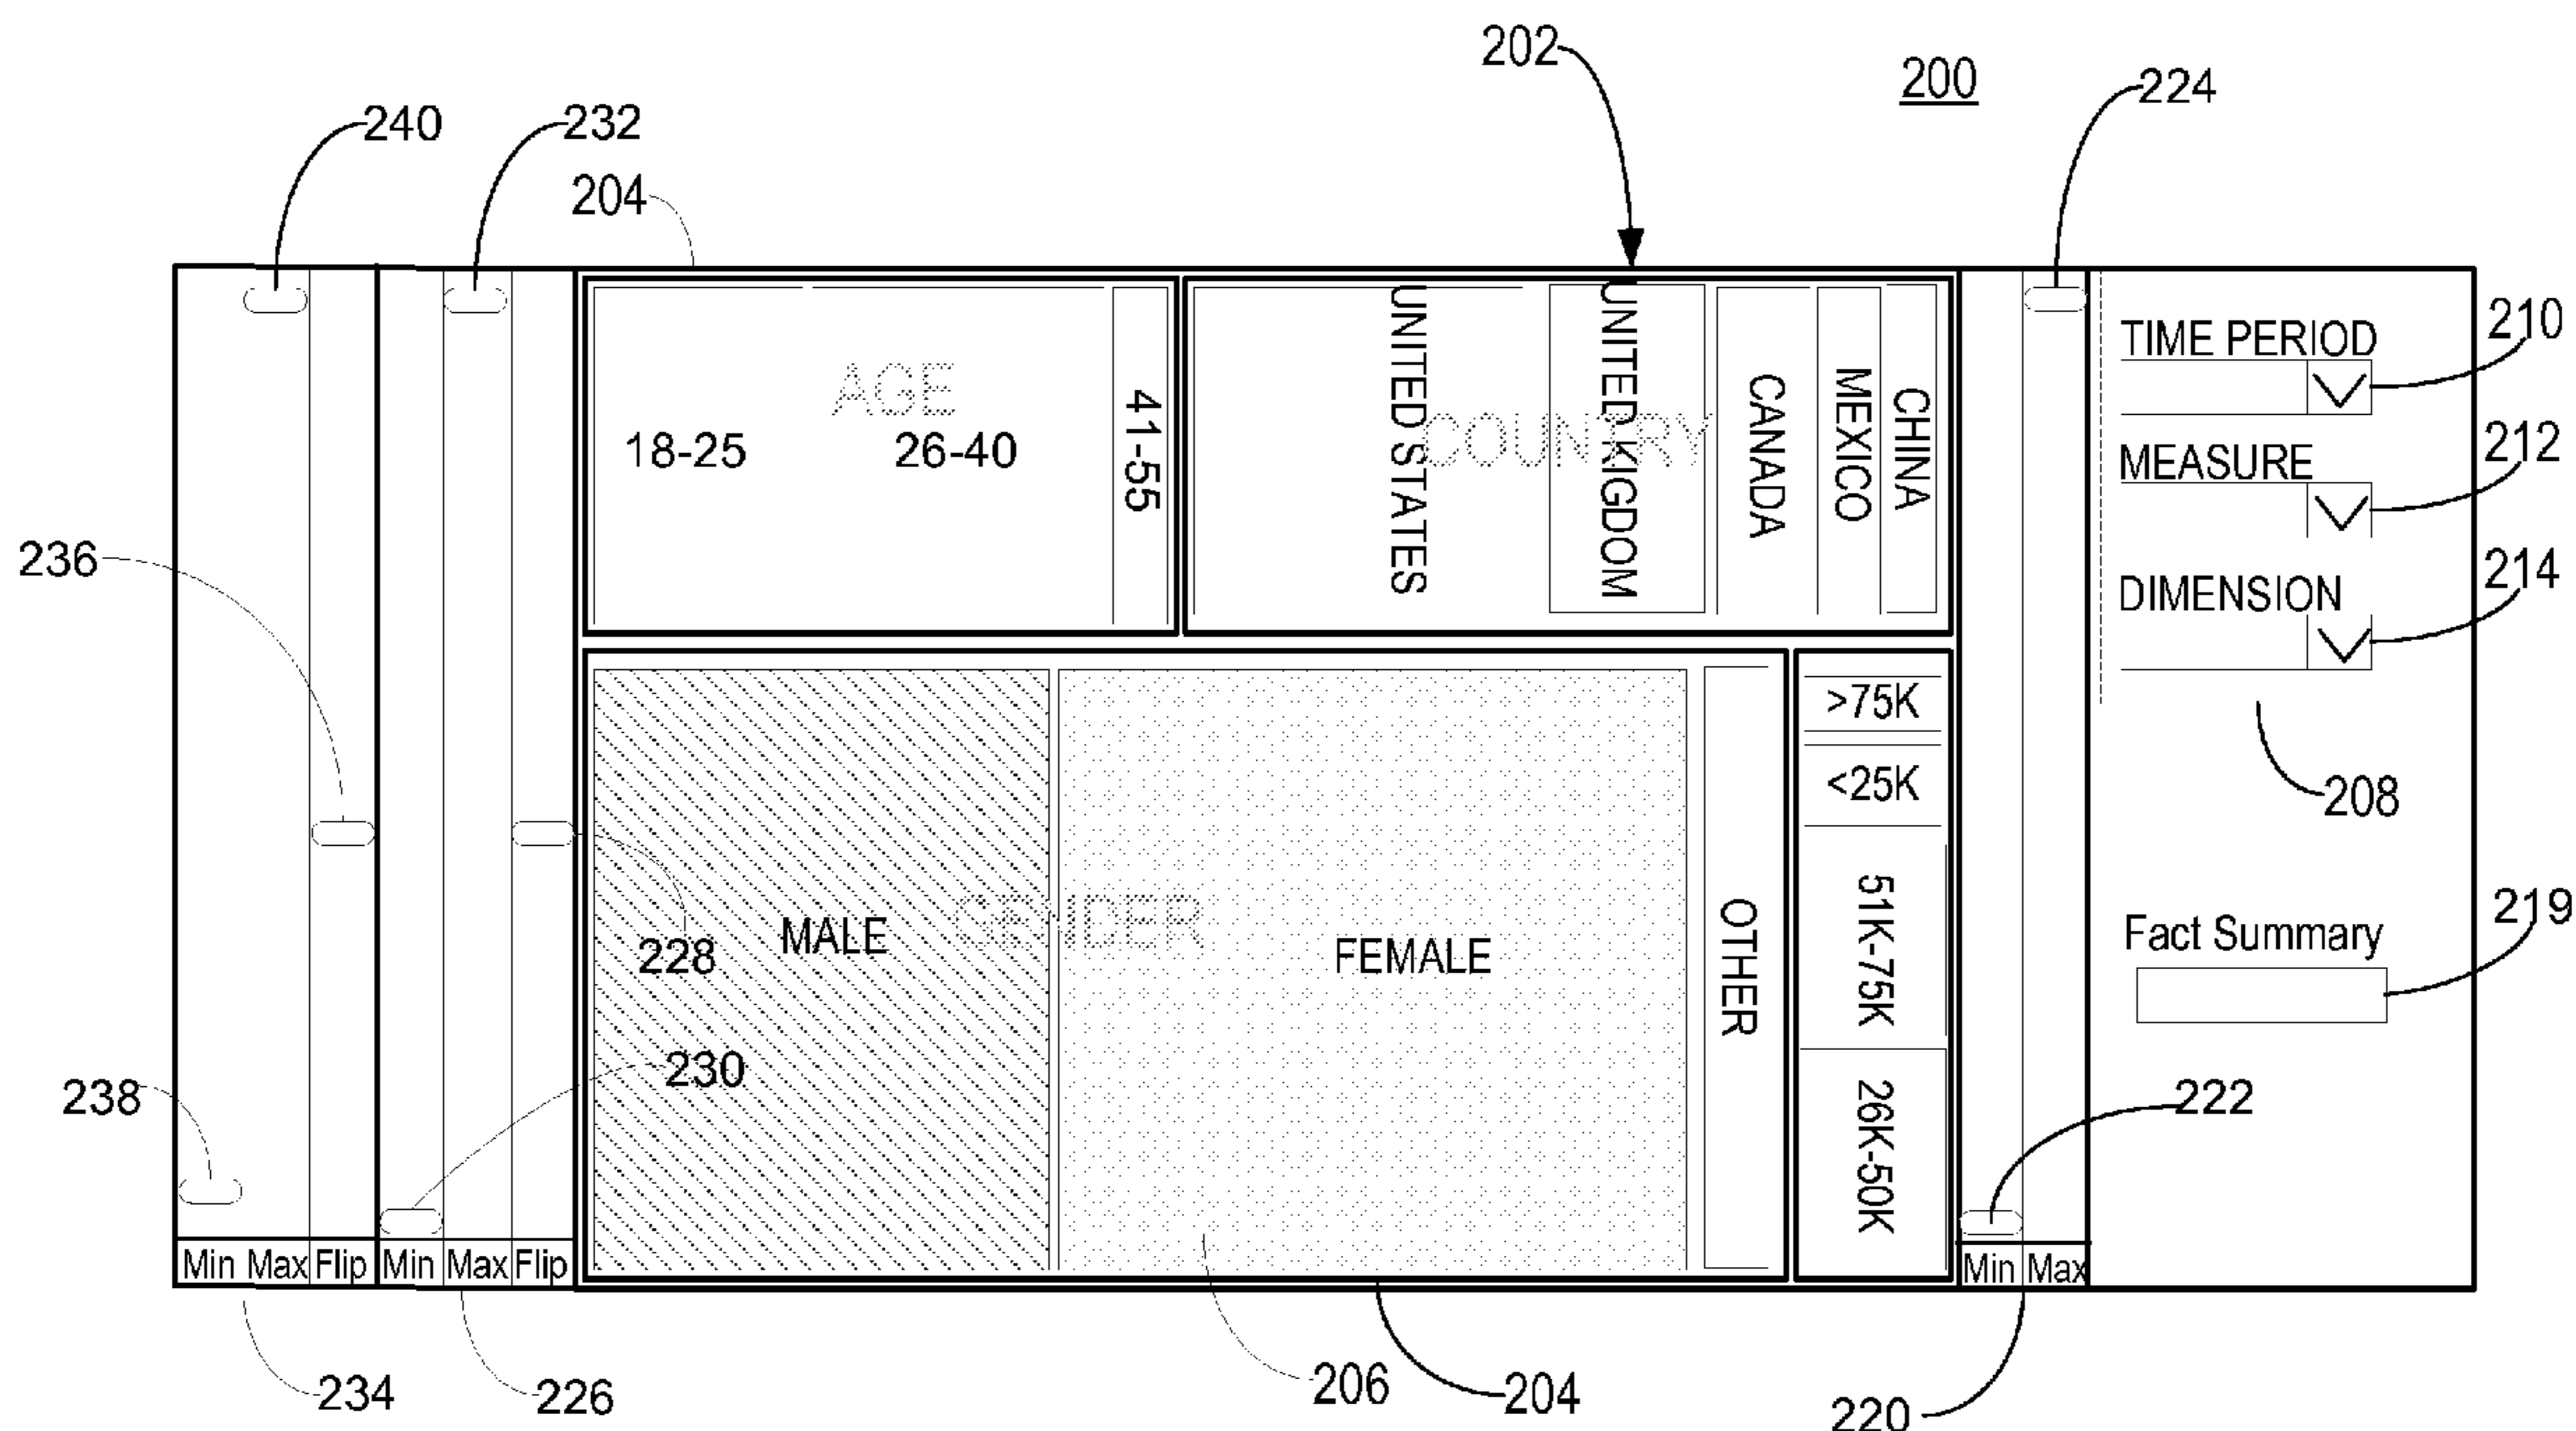 202
200
224
240
232
204
TIME PERIOD
210
MEASURE
212
DIMENSION
214
208
Fact Summary
219
222
AGE
18-25
26-40
41-55
COUNTRY
UNITED STATES
UNITED KIGDOM
CANADA
MEXICO
CHINA
236
GENDER
MALE
FEMALE
OTHER
>75K
<25K
51K-75K
26K-50K
228
230
238
Min Max Flip Min Max Flip
Min Max
234
226
206
204
220